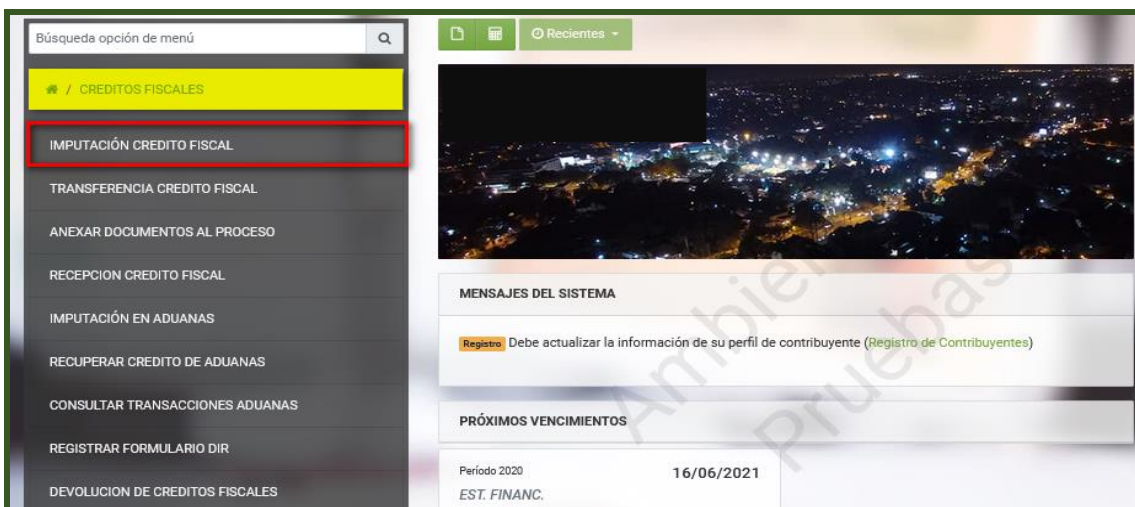 Búsqueda opción de menú
/ CREDITOS FISCALES
IMPUTACIÓN CREDITO FISCAL
TRANSFERENCIA CREDITO FISCAL
ANEXAR DOCUMENTOS AL PROCESO
RECEPCION CREDITO FISCAL
IMPUTACIÓN EN ADUANAS
RECUPERAR CREDITO DE ADUANAS
CONSULTAR TRANSACCIONES ADUANAS
REGISTRAR FORMULARIO DIR
DEVOLUCION DE CREDITOS FISCALES
Recientes
MENSAJES DEL SISTEMA
Registro Debe actualizar la información de su perfil de contribuyente (Registro de Contribuyentes)
PRÓXIMOS VENCIMIENTOS
Período 2020 16/06/2021
EST. FINANC.
Pruebas